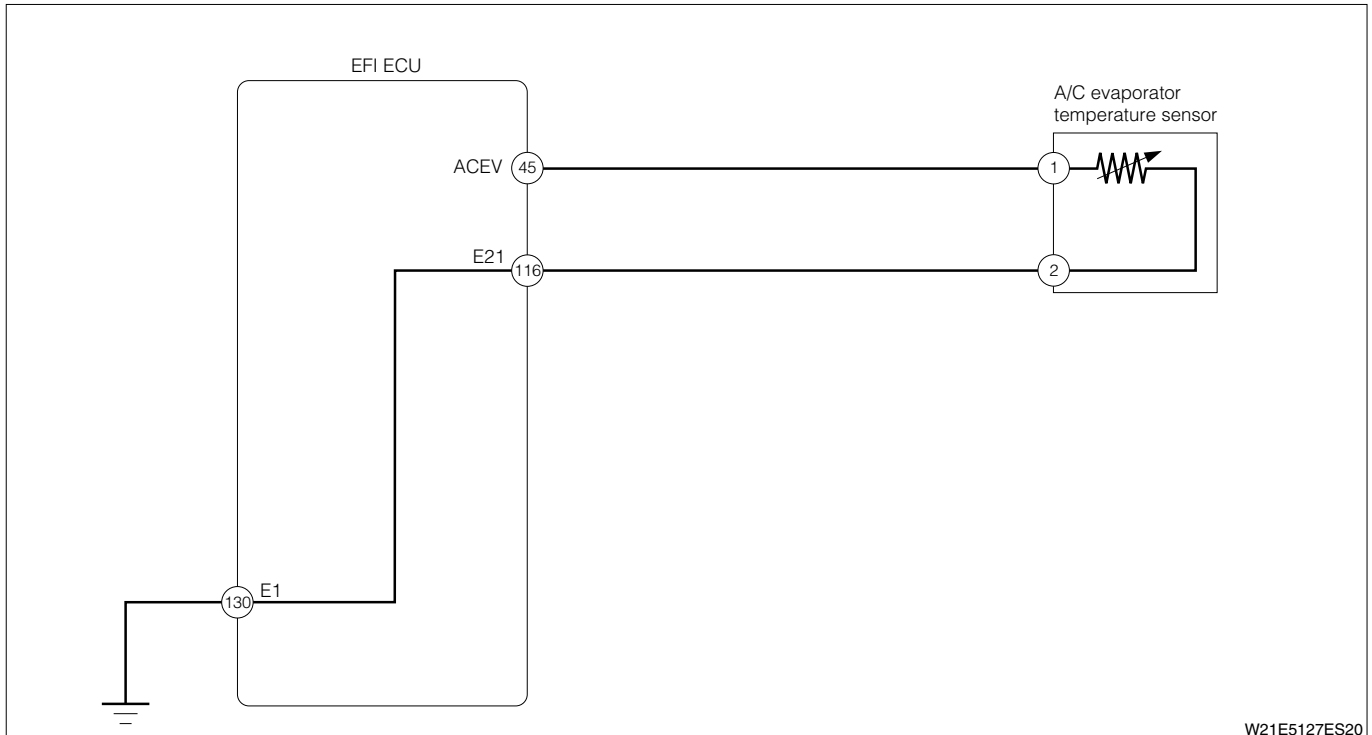 EFI ECU
A/C evaporator
temperature sensor
ACEV 45
1
E21 116
2
130 E1
W21E5127ES20